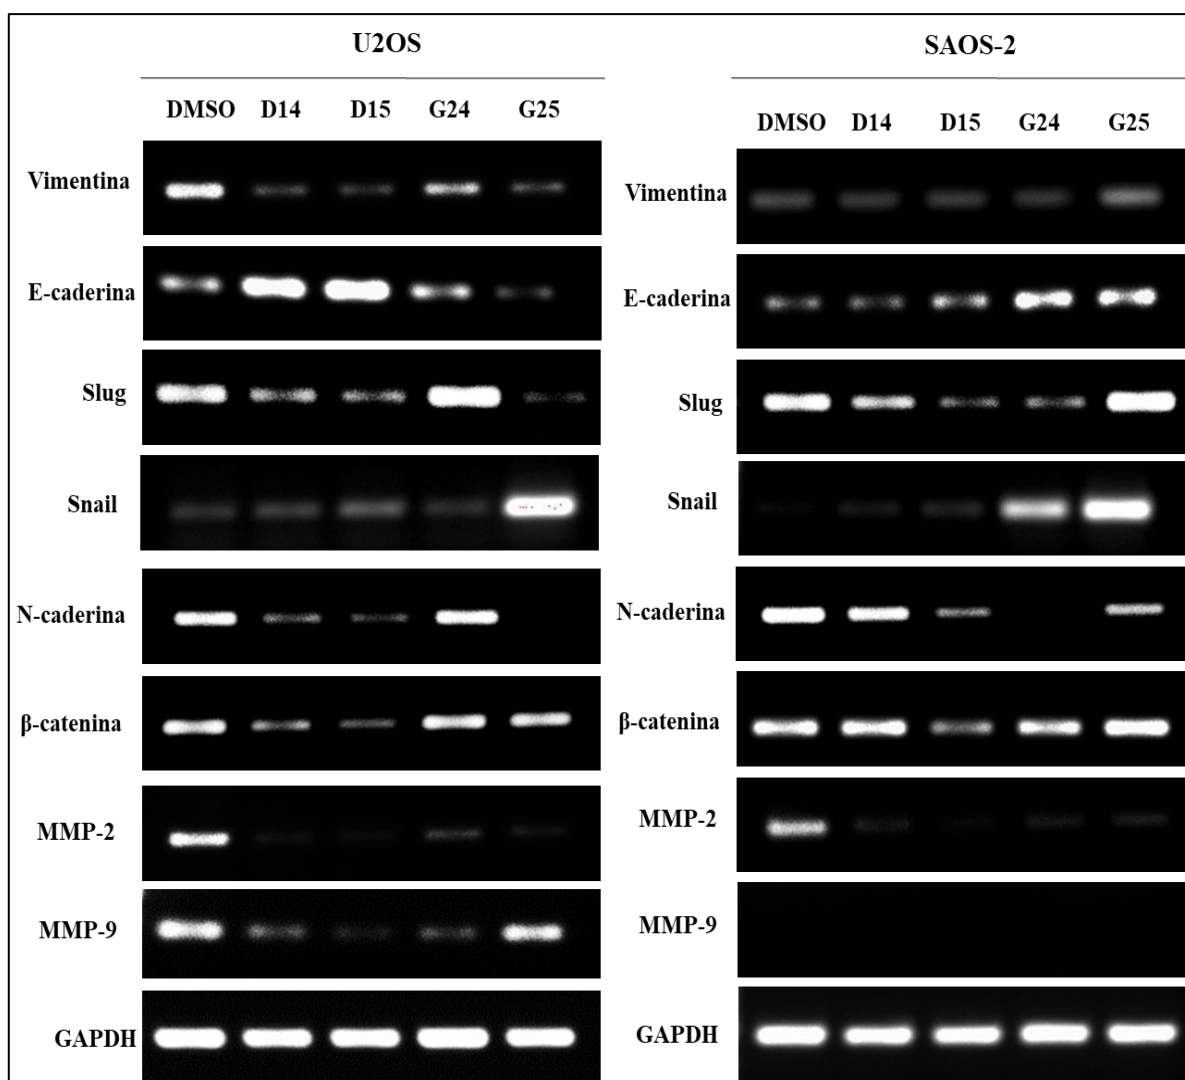 U2OS
DMSO D14 D15 G24 G25
Vimentina
E-caderina
Slug
Snail
N-caderina
β-catenina
MMP-2
MMP-9
GAPDH
SAOS-2
DMSO D14 D15 G24 G25
Vimentina
E-caderina
Slug
Snail
N-caderina
β-catenina
MMP-2
MMP-9
GAPDH